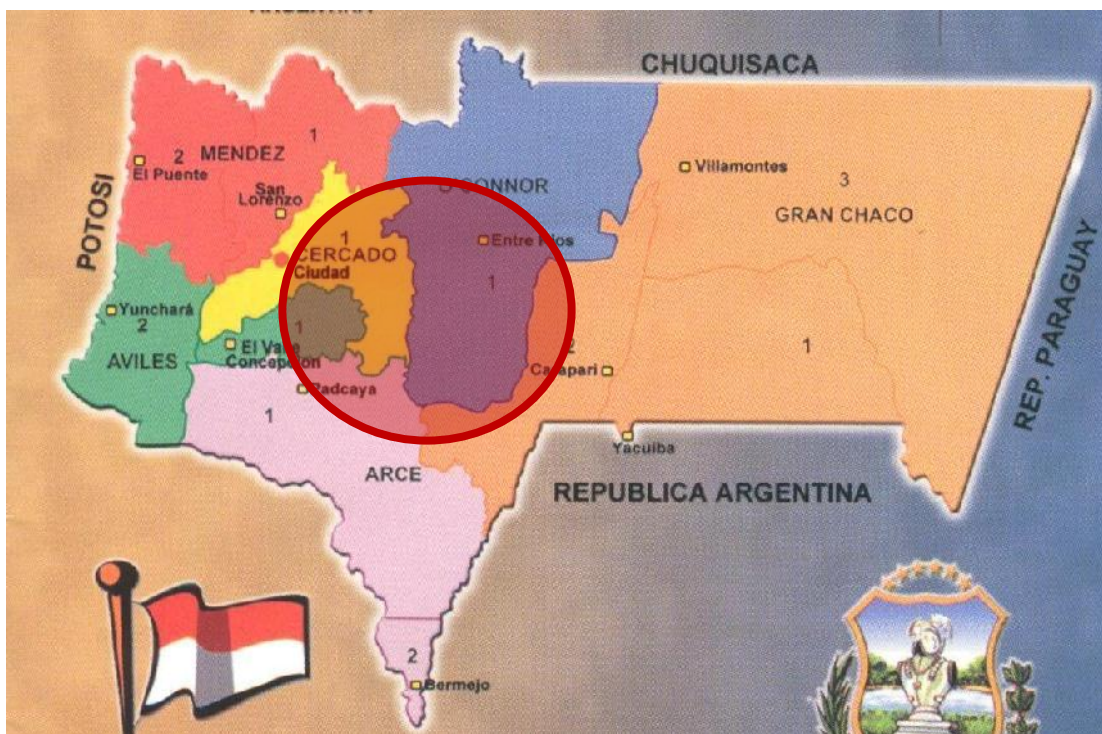 CHUQUISACA
1
2 MENDEZ
El Puente
San
Lorenzo
O'CONNOR
Villamontes
3
GRAN CHACO
POTOSI
1
CERCADO
Ciudad
Entre Rios
1
Yunchará
2
AVILES
1
El Valle
Concepcion
Padcaya
1
2
Carapari
1
REP. PARAGUAY
Yacuiba
ARCE
REPUBLICA ARGENTINA
2
Bermejo